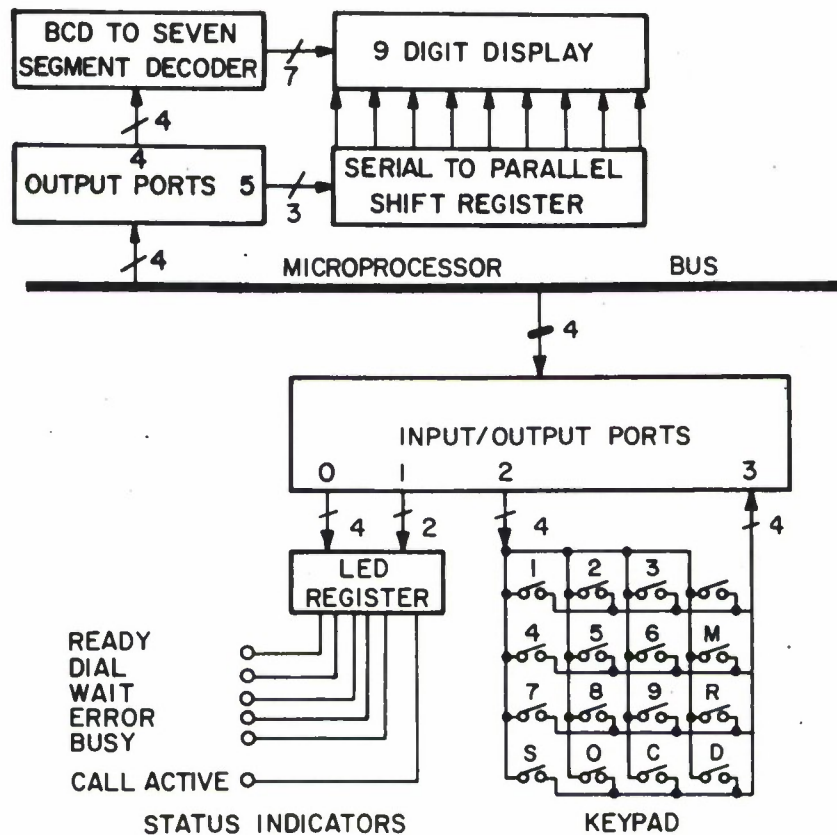 BCD TO SEVEN
SEGMENT DECODER
7
9 DIGIT DISPLAY
4
4
OUTPUT PORTS 5
3
SERIAL TO PARALLEL
SHIFT REGISTER
4
MICROPROCESSOR BUS
4
INPUT/OUTPUT PORTS
0 1 2 3
4 2 4 4
LED
REGISTER
1 2 3
4 5 6 M
7 8 9 R
S O C D
READY
DIAL
WAIT
ERROR
BUSY
CALL ACTIVE
STATUS INDICATORS
KEYPAD